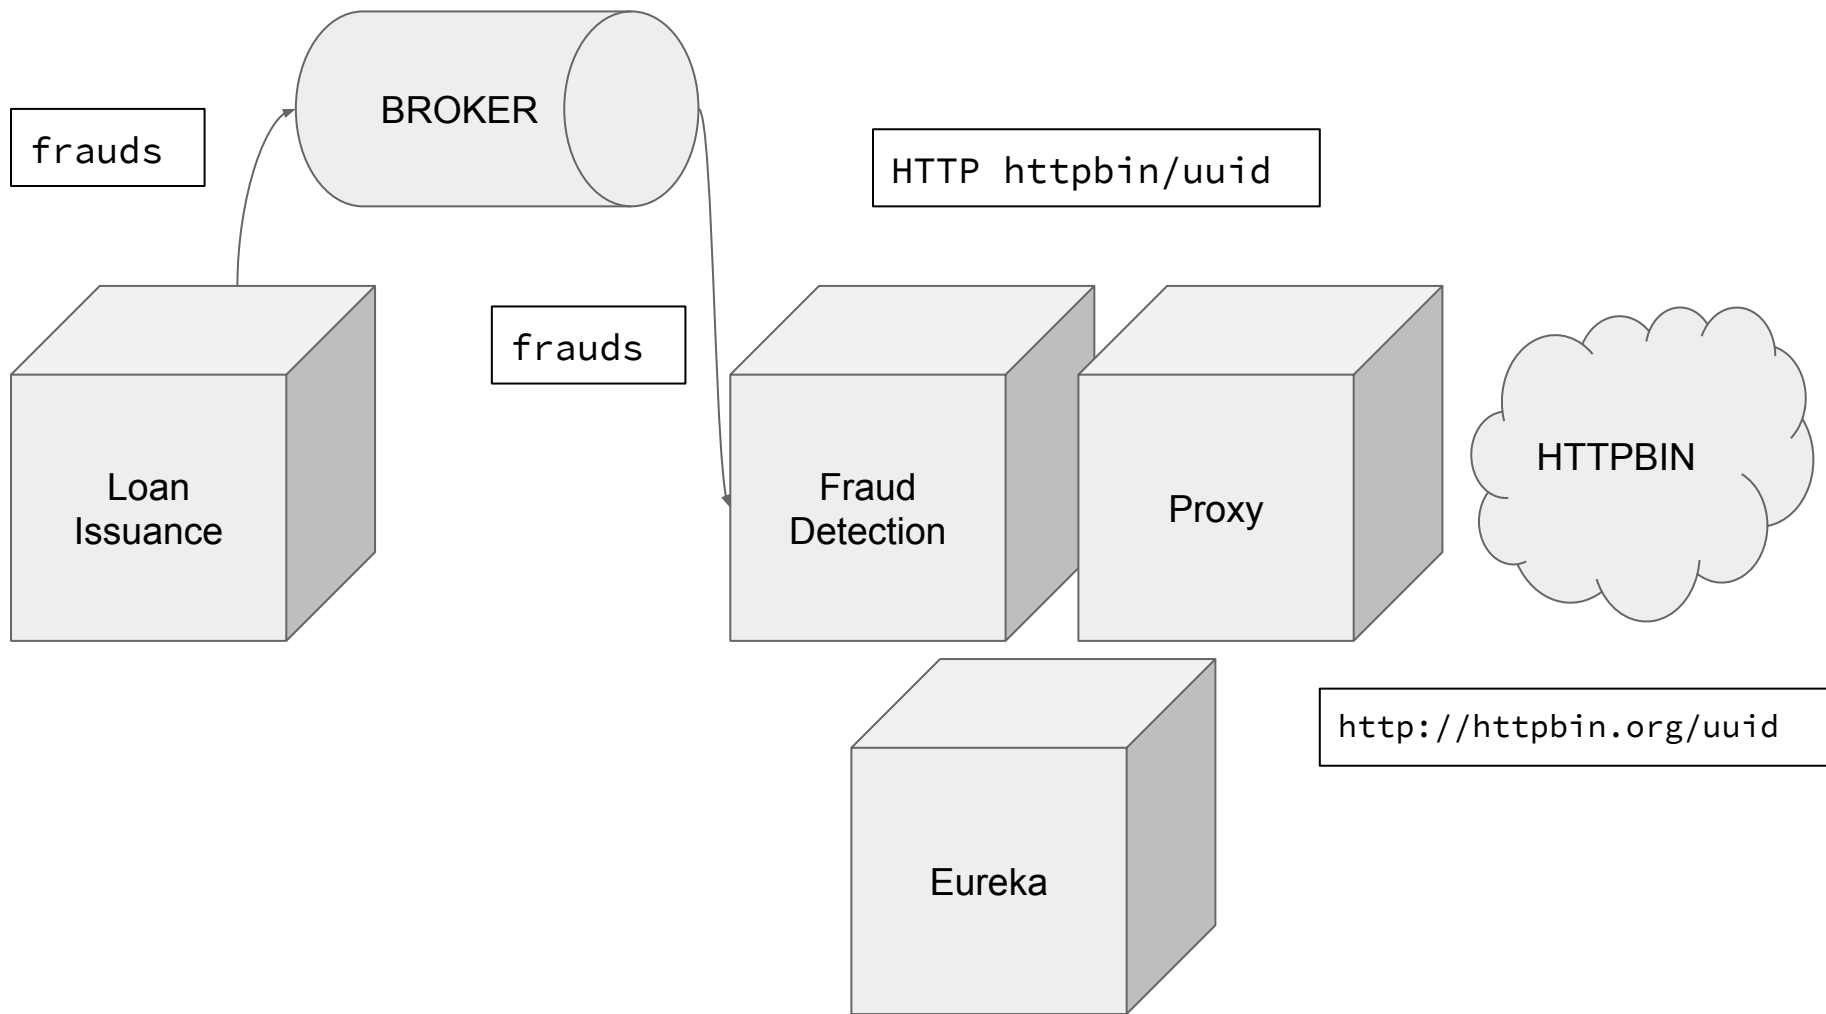 BROKER
frauds
HTTP httpbin/uuid
frauds
Loan
Issuance
Fraud
Detection
Proxy
HTTPBIN
http://httpbin.org/uuid
Eureka